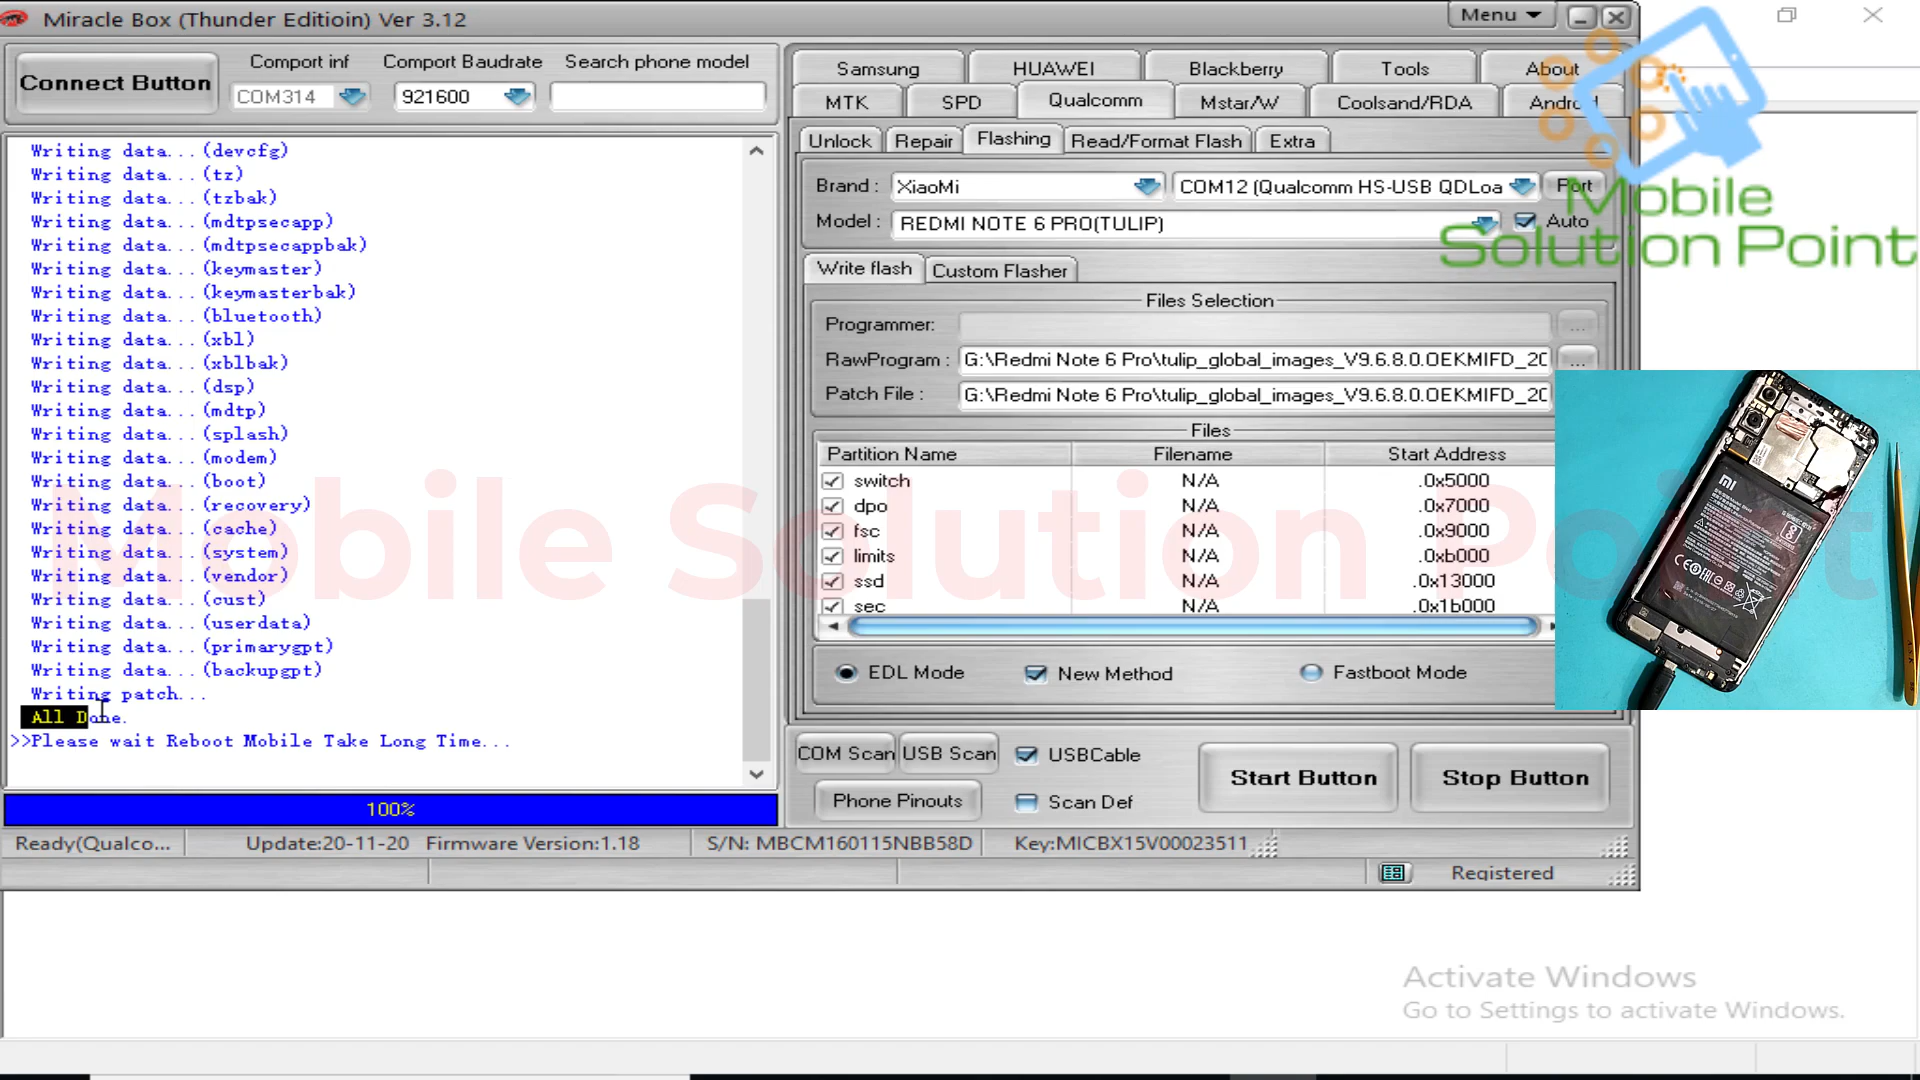 Miracle Box (Thunder Editioin) Ver 3.12
Menu
Connect Button
Comport inf
Comport Baudrate
Search phone model
COM314
921600
Writing data...(devcfg)
Writing data...(tz)
Writing data...(tzbak)
Writing data...(mdtpsecapp)
Writing data...(mdtpsecappbak)
Writing data...(keymaster)
Writing data...(keymasterbak)
Writing data...(bluetooth)
Writing data...(xbl)
Writing data...(xblbak)
Writing data...(dsp)
Writing data...(mdtp)
Writing data...(splash)
Writing data...(modem)
Writing data...(boot)
Writing data...(recovery)
Writing data...(cache)
Writing data...(system)
Writing data...(vendor)
Writing data...(cust)
Writing data...(userdata)
Writing data...(primarygpt)
Writing data...(backupgpt)
Writing patch...
All Done.
>>Please wait Reboot Mobile Take Long Time...
100%
Samsung HUAWEI Blackberry Tools About
MTK SPD Qualcomm Mstar/W Coolsand/RDA Android
Unlock Repair Flashing Read/Format Flash Extra
Brand : XiaoMi COM12 (Qualcomm HS-USB QDLoa Port
Model : REDMI NOTE 6 PRO(TULIP) Auto
Write flash Custom Flasher
Files Selection
Programmer: ...
RawProgram : G:\Redmi Note 6 Pro\tulip_global_images_V9.6.8.0.OEKMIFD_20 ...
Patch File : G:\Redmi Note 6 Pro\tulip_global_images_V9.6.8.0.OEKMIFD_20
Files
Partition Name Filename Start Address
switch N/A .0x5000
dpo N/A .0x7000
fsc N/A .0x9000
limits N/A .0xb000
ssd N/A .0x13000
sec N/A .0x1b000
EDL Mode New Method Fastboot Mode
COM Scan USB Scan USBCable
Phone Pinouts Scan Def
Start Button Stop Button
Ready(Qualco... Update:20-11-20 Firmware Version:1.18 S/N: MBCM160115NBB58D Key:MICBX15V00023511
Registered
Mobile
Solution Point
Mobile Solution Point
mi
Activate Windows
Go to Settings to activate Windows.